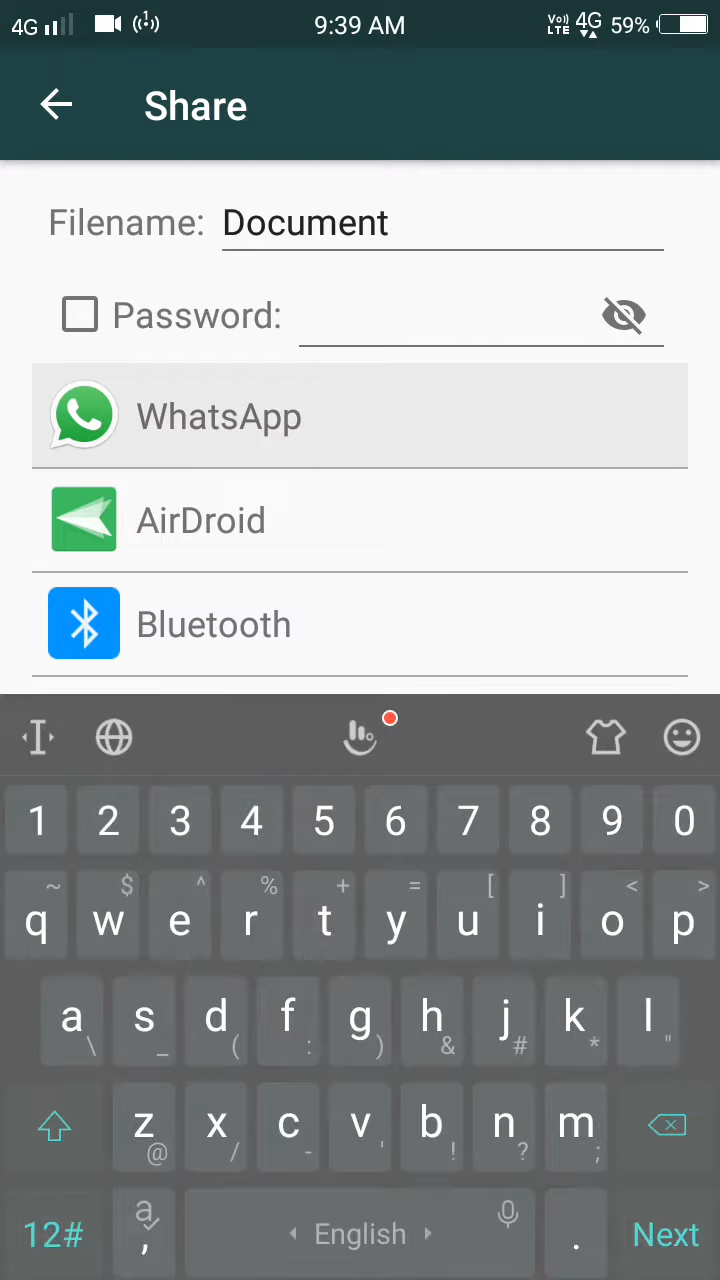 4G 9:39 AM Vo)) LTE 4G 59%
Share
Filename: Document
Password:
WhatsApp
AirDroid
Bluetooth
1 2 3 4 5 6 7 8 9 0
~ $ ^ % + = [ ] < >
q w e r t y u i o p
a s d f g h j k l
\ _ ( : ) & # * "
z x c v b n m
@ / - ' ! ? ;
12# a , English . Next